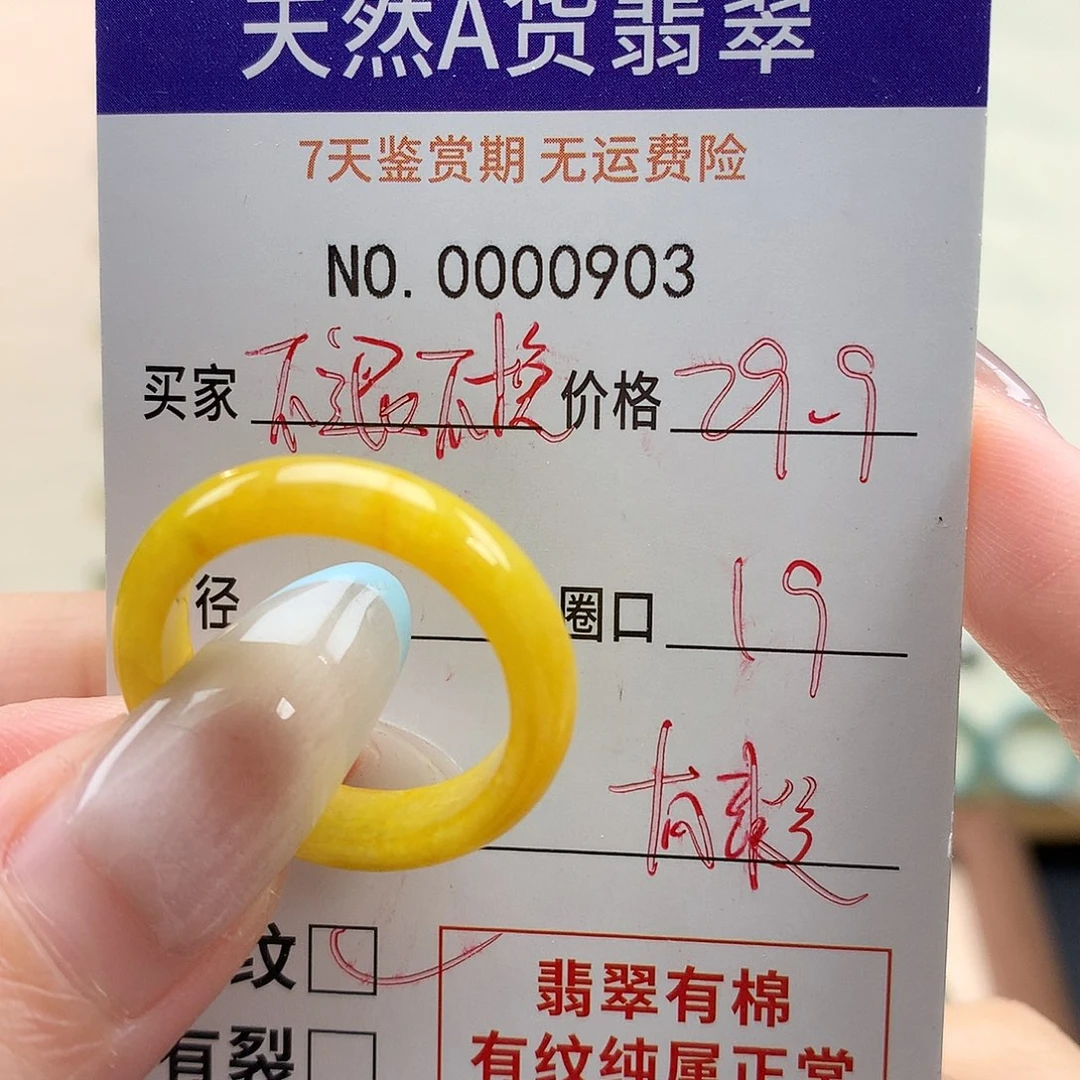 天然A货翡翠
7天鉴赏期 无运费险
NO. 0000903
买家 不退不换 价格 29.9
径 圈口 19
有
纹
有裂
翡翠有棉
有纹纯属正常